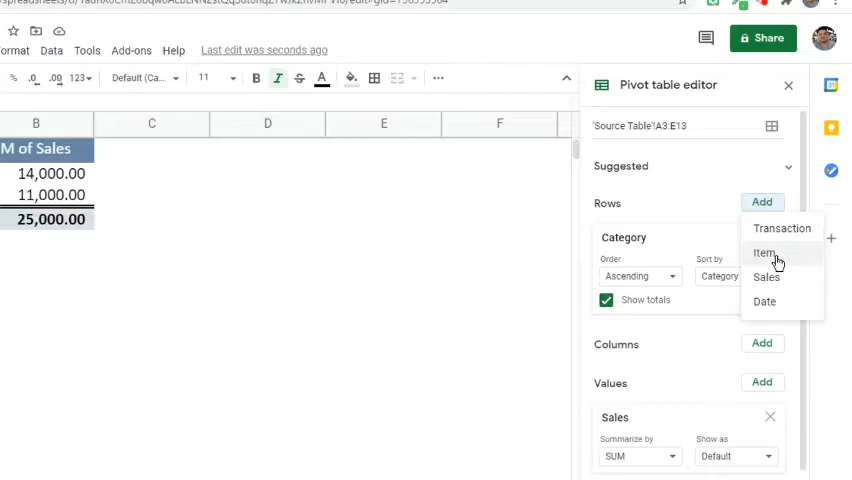 ormat Data Tools Add-ons Help Last edit was seconds ago
Share
% .0 .00 123 Default (Ca... 11 B I S A
Pivot table editor
'Source Table'!A3:E13
B C D E F
M of Sales
14,000.00
11,000.00
25,000.00
Suggested
Rows Add
Transaction
Item
Sales
Date
Category
Order Sort by
Ascending Category
Show totals
Columns Add
Values Add
Sales
Summarize by Show as
SUM Default